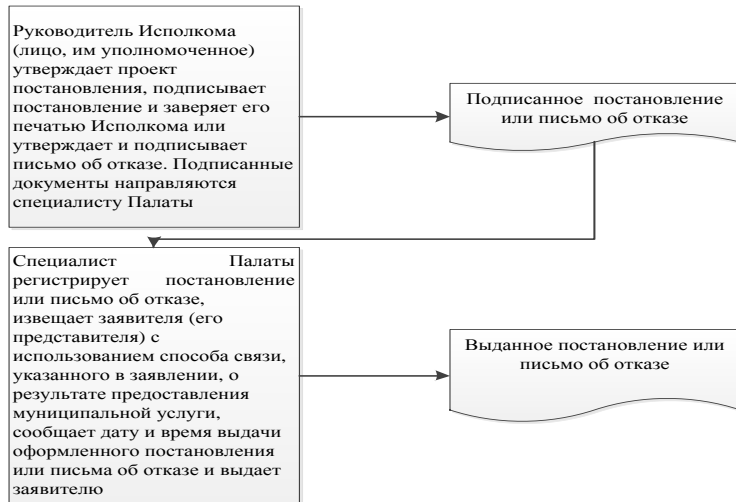 Руководитель Исполкома
(лицо, им уполномоченное)
утверждает проект
постановления, подписывает
постановление и заверяет его
печатью Исполкома или
утверждает и подписывает
письмо об отказе. Подписанные
документы направляются
специалисту Палаты
Подписанное постановление
или письмо об отказе
Специалист Палаты
регистрирует постановление
или письмо об отказе,
извещает заявителя (его
представителя) с
использованием способа связи,
указанного в заявлении, о
результате предоставления
муниципальной услуги,
сообщает дату и время выдачи
оформленного постановления
или письма об отказе и выдает
заявителю
Выданное постановление или
письмо об отказе